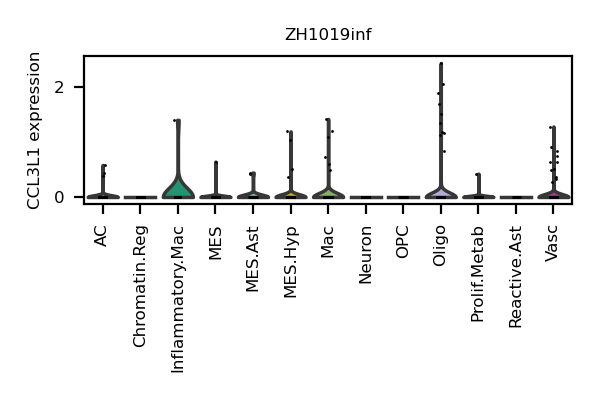 ZH1019inf
CCL3L1 expression
2
0
AC
Chromatin.Reg
Inflammatory.Mac
MES
MES.Ast
MES.Hyp
Mac
Neuron
OPC
Oligo
Prolif.Metab
Reactive.Ast
Vasc